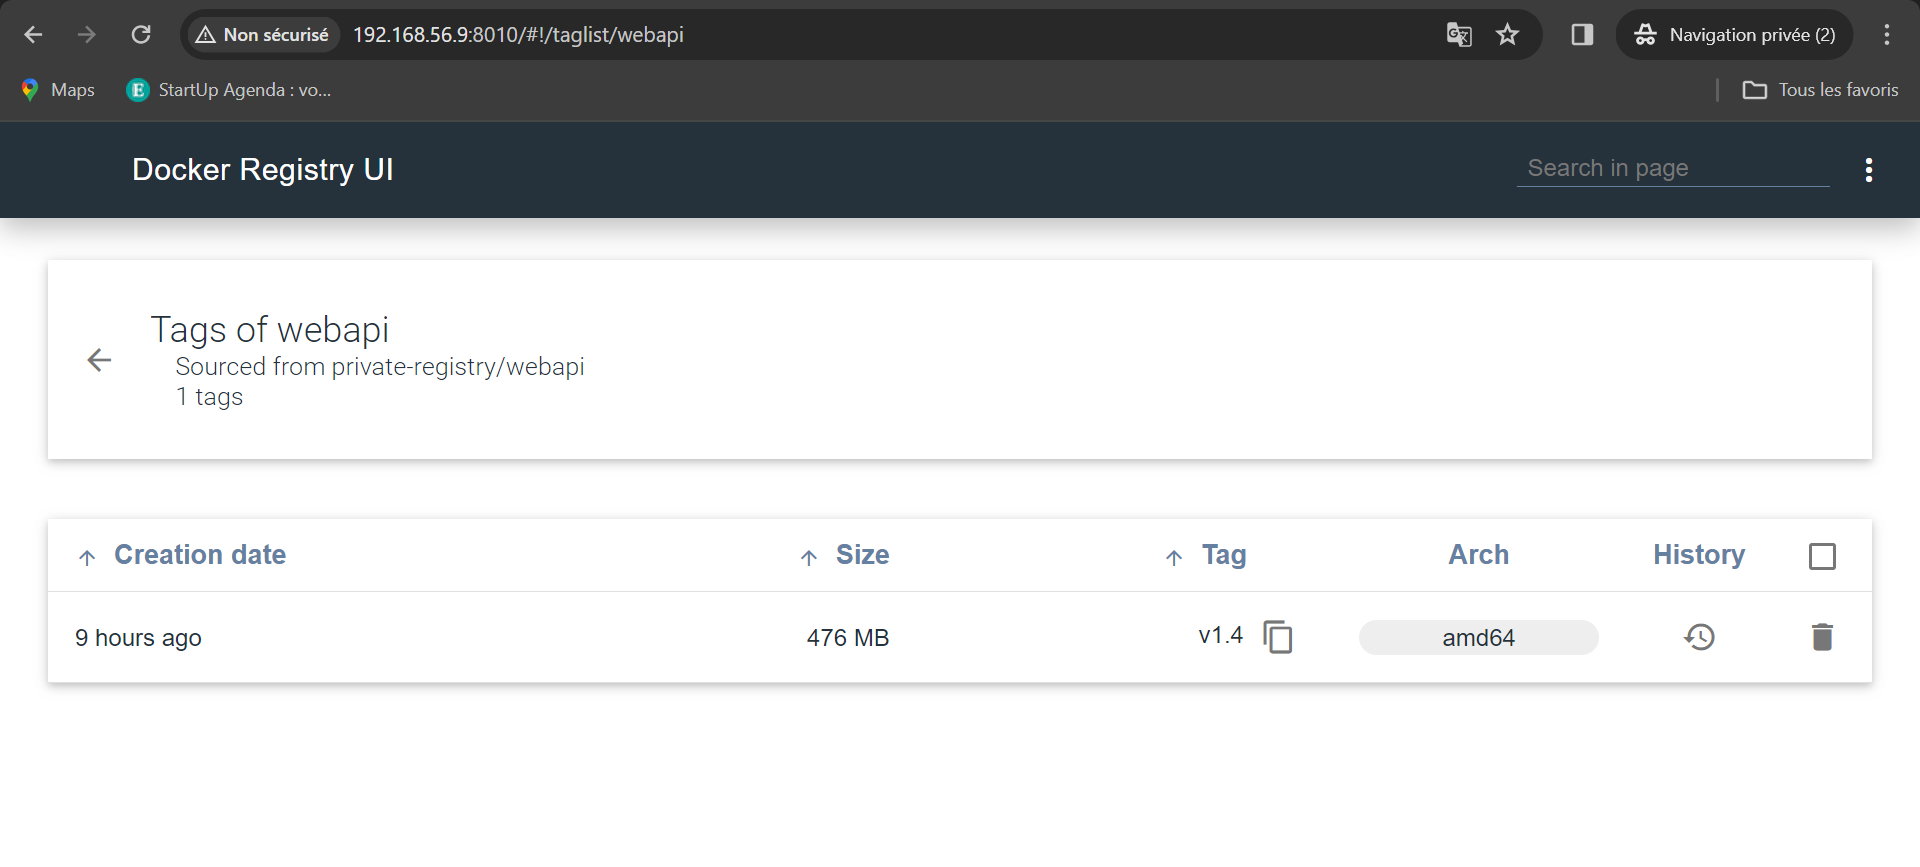 Non sécurisé 192.168.56.9:8010/#!/taglist/webapi Navigation privée (2)
Maps StartUp Agenda : vo... Tous les favoris
Docker Registry UI Search in page
Tags of webapi
Sourced from private-registry/webapi
1 tags
Creation date Size Tag Arch History
9 hours ago 476 MB v1.4 amd64